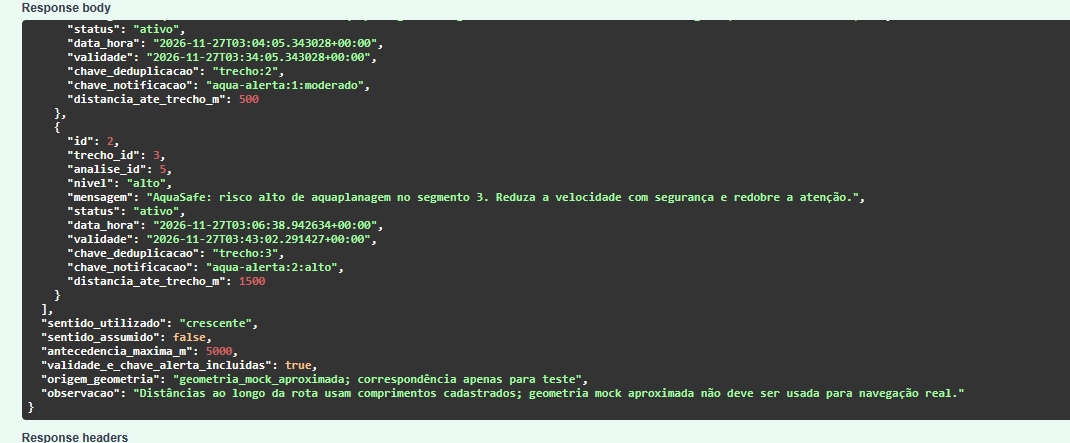 Response body
"status": "ativo",
"data_hora": "2026-11-27T03:04:05.343028+00:00",
"validade": "2026-11-27T03:34:05.343028+00:00",
"chave_deduplicacao": "trecho:2",
"chave_notificacao": "aqua-alerta:1:moderado",
"distancia_ate_trecho_m": 500
},
{
"id": 2,
"trecho_id": 3,
"analise_id": 5,
"nivel": "alto",
"mensagem": "AquaSafe: risco alto de aquaplanagem no segmento 3. Reduza a velocidade com segurança e redobre a atenção.",
"status": "ativo",
"data_hora": "2026-11-27T03:06:38.942634+00:00",
"validade": "2026-11-27T03:43:02.291427+00:00",
"chave_deduplicacao": "trecho:3",
"chave_notificacao": "aqua-alerta:2:alto",
"distancia_ate_trecho_m": 1500
}
],
"sentido_utilizado": "crescente",
"sentido_assumido": false,
"antecedencia_maxima_m": 5000,
"validade_e_chave_alerta_incluidas": true,
"origem_geometria": "geometria_mock_aproximada; correspondência apenas para teste",
"observacao": "Distâncias ao longo da rota usam comprimentos cadastrados; geometria mock aproximada não deve ser usada para navegação real."
}
Response headers